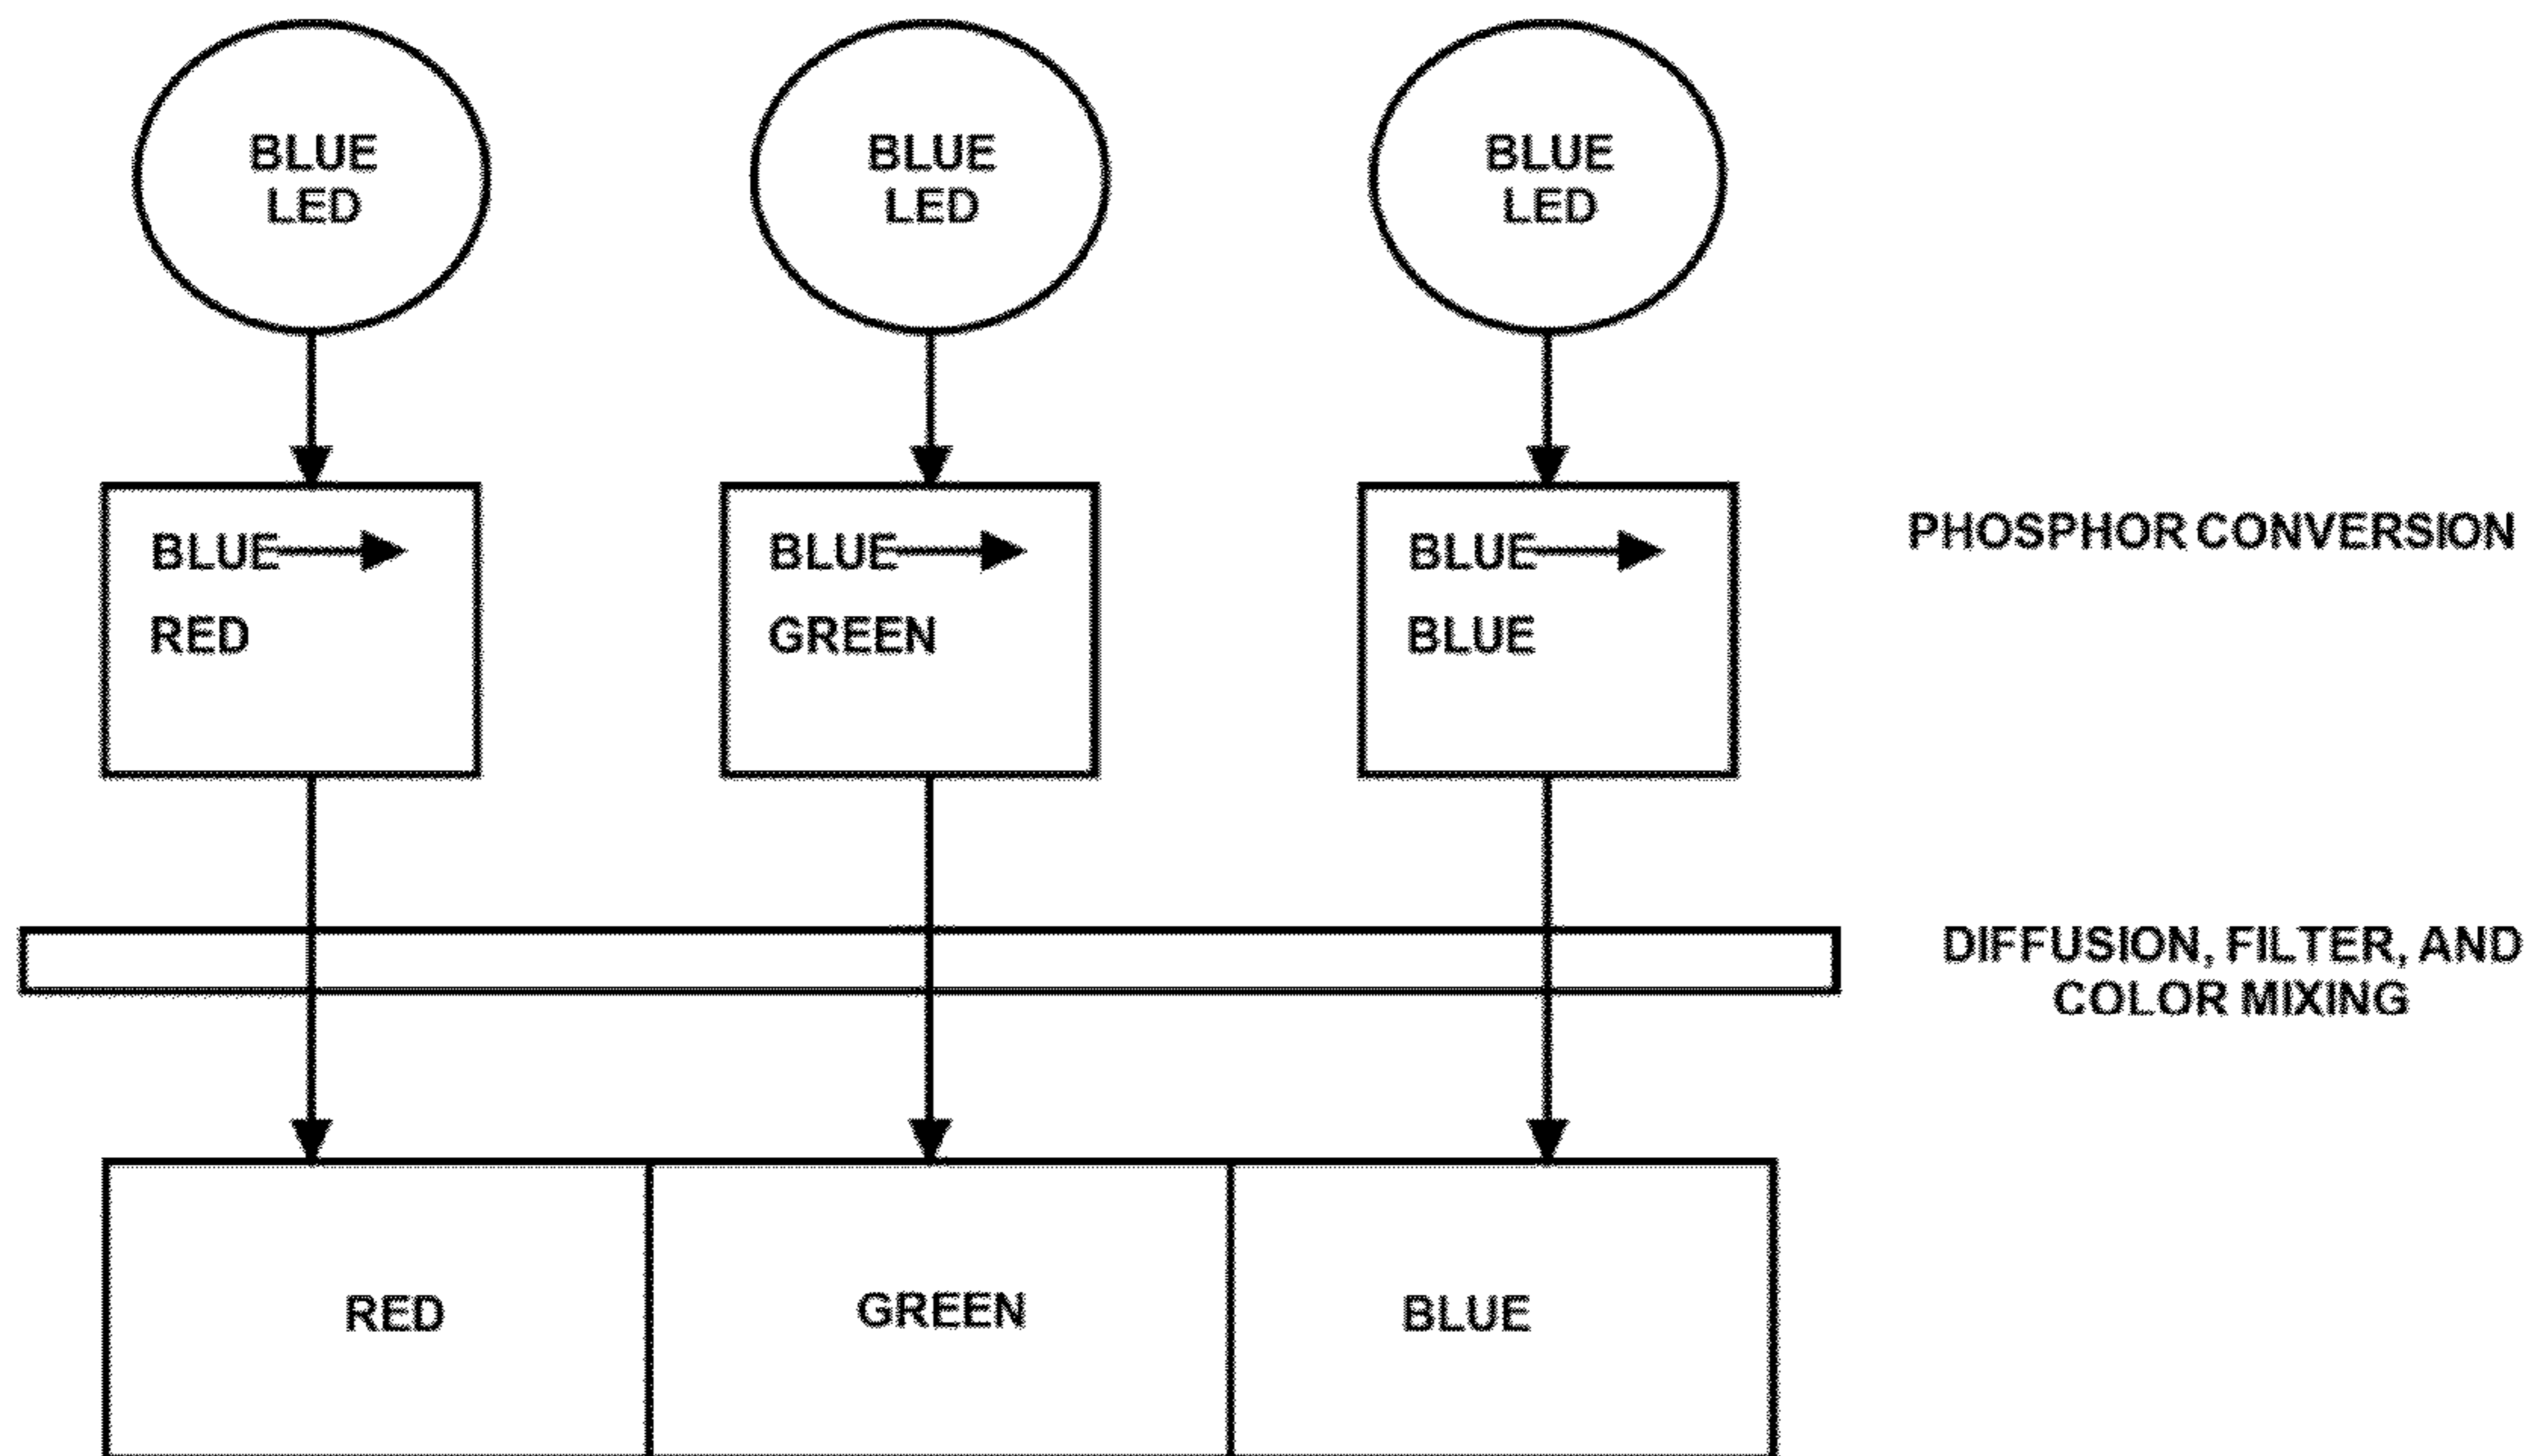 BLUE
LED
BLUE
LED
BLUE
LED
BLUE
RED
BLUE
GREEN
BLUE
BLUE
PHOSPHOR CONVERSION
DIFFUSION, FILTER, AND
COLOR MIXING
RED
GREEN
BLUE